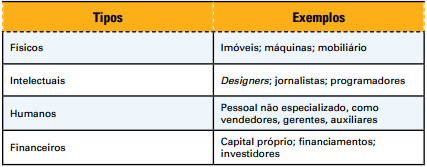 Tipos Exemplos
Físicos Imóveis; máquinas; mobiliário
Intelectuais Designers; jornalistas; programadores
Humanos Pessoal não especializado, como
vendedores, gerentes, auxiliares
Financeiros Capital próprio; financiamentos;
investidores